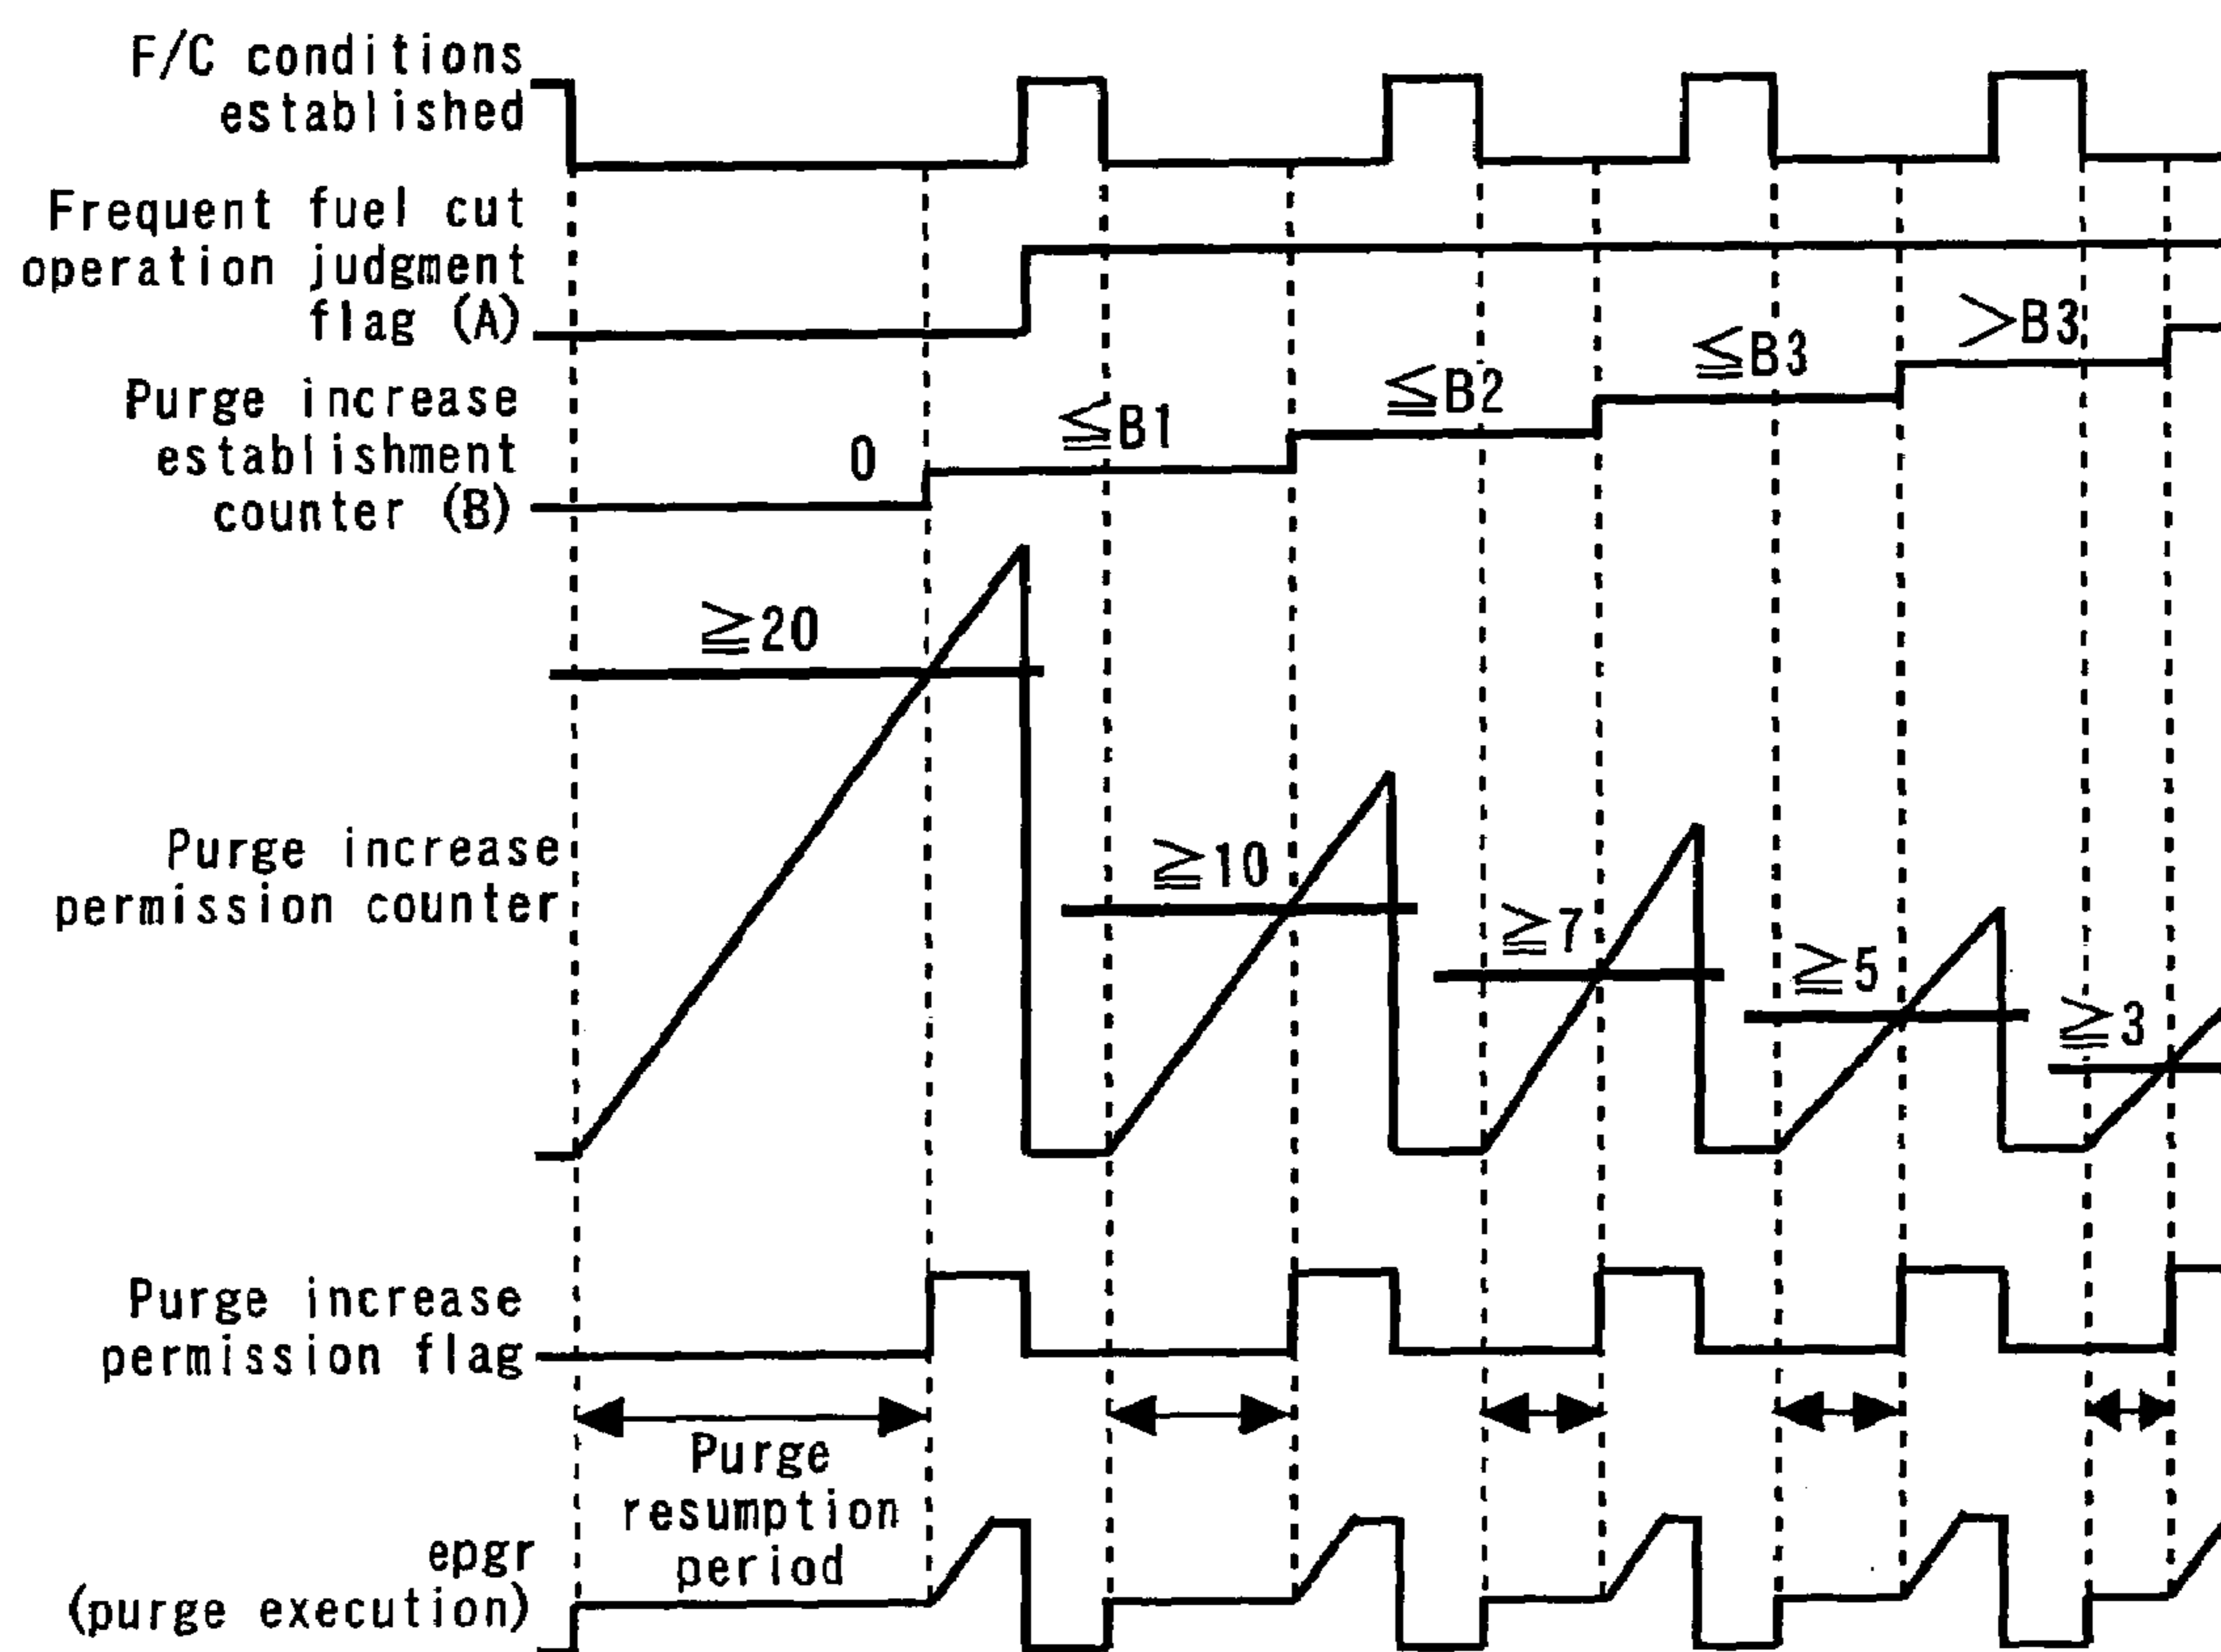 F/C conditions
established
Frequent fuel cut
operation judgment
flag (A)
>B3
≦B3
≦B2
Purge increase
establishment
counter (B)
0
≦B1
≧20
Purge increase
permission counter
≧10
≧7
≧5
≧3
Purge increase
permission flag
Purge
resumption
period
epgr
(purge execution)